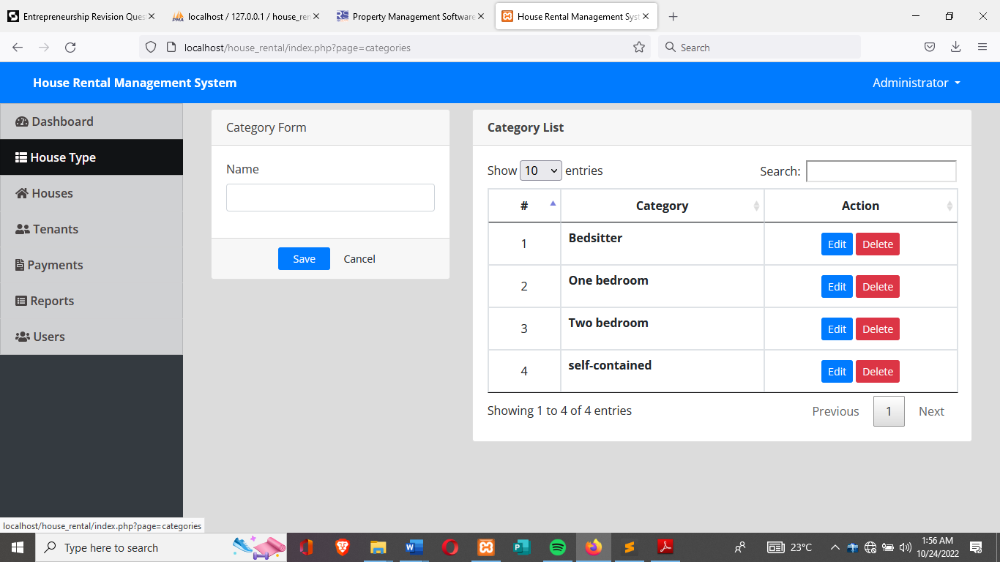 Entrepreneurship Revision Ques
localhost / 127.0.0.1 / house_ren
Property Management Software
House Rental Management Syst
localhost/house_rental/index.php?page=categories
Search
House Rental Management System
Administrator
Dashboard
House Type
Houses
Tenants
Payments
Reports
Users
Category Form
Name
Save Cancel
Category List
Show 10 entries
Search:
# Category Action
1 Bedsitter Edit Delete
2 One bedroom Edit Delete
3 Two bedroom Edit Delete
4 self-contained Edit Delete
Showing 1 to 4 of 4 entries
Previous 1 Next
localhost/house_rental/index.php?page=categories
Type here to search
23°C
1:56 AM
10/24/2022